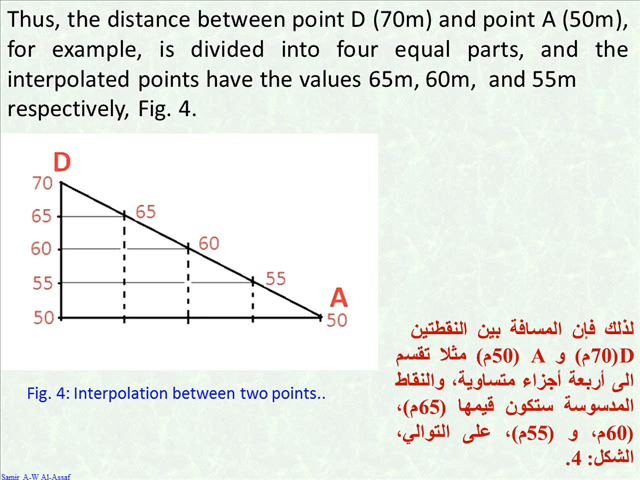 Thus, the distance between point D (70m) and point A (50m),
for example, is divided into four equal parts, and the
interpolated points have the values 65m, 60m, and 55m
respectively, Fig. 4.
D
70
65
65
60
60
55
55
A
50
50
لذلك فإن المسافة بين النقطتين
D(70م) و A (50م) مثلا تقسم
الى أربعة أجزاء متساوية، والنقاط
المدسوسة ستكون قيمها (65م)،
(60م، و (55م)، على التوالي،
الشكل: 4.
Fig. 4: Interpolation between two points..
Samir A-W Al-Assaf